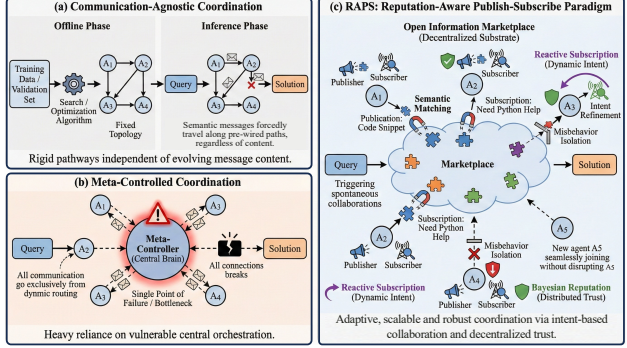 (a) Communication-Agnostic Coordination
Offline Phase
Inference Phase
Training
Data /
Validation
Set
Search /
Optimization
Algorithm
A1
A2
A3
A4
Fixed
Topology
Query
A1
A2
A3
A4
Solution
Semantic messages forcedly
travel along pre-wired paths,
regardless of content.
Rigid pathways independent of evolving message content.
(b) Meta-Controlled Coordination
A1
A3
Query
A2
Meta-
Controller
(Central Brain)
Solution
All communication
go exclusively from
dynmic routing
All connections
breaks
A3
A4
Single Point of
Failure / Bottleneck
Heavy reliance on vulnerable central orchestration.
(c) RAPS: Reputation-Aware Publish-Subscribe Paradigm
Open Information Marketplace
(Decentralized Substrate)
Reactive Subscription
(Dynamic Intent)
Publisher
Subscriber
A1
Publication:
Code Snippet
Semantic
Matching
Publisher
Subscriber
A2
Subscription:
Need Python Help
A3
Intent
Refinement
Misbehavior
Isolation
Query
Triggering
spontaneous
collaborations
Marketplace
Solution
Subscription:
Need Python
Help
A2
Publisher
Subscriber
Misbehavior
Isolation
A4
Publisher
Subscriber
A5
New agent A5
seamlessly joining
without disrupting A5
Reactive Subscription
(Dynamic Intent)
Bayesian Reputation
(Distributed Trust)
Adaptive, scalable and robust coordination via intent-based
collaboration and decentralized trust.